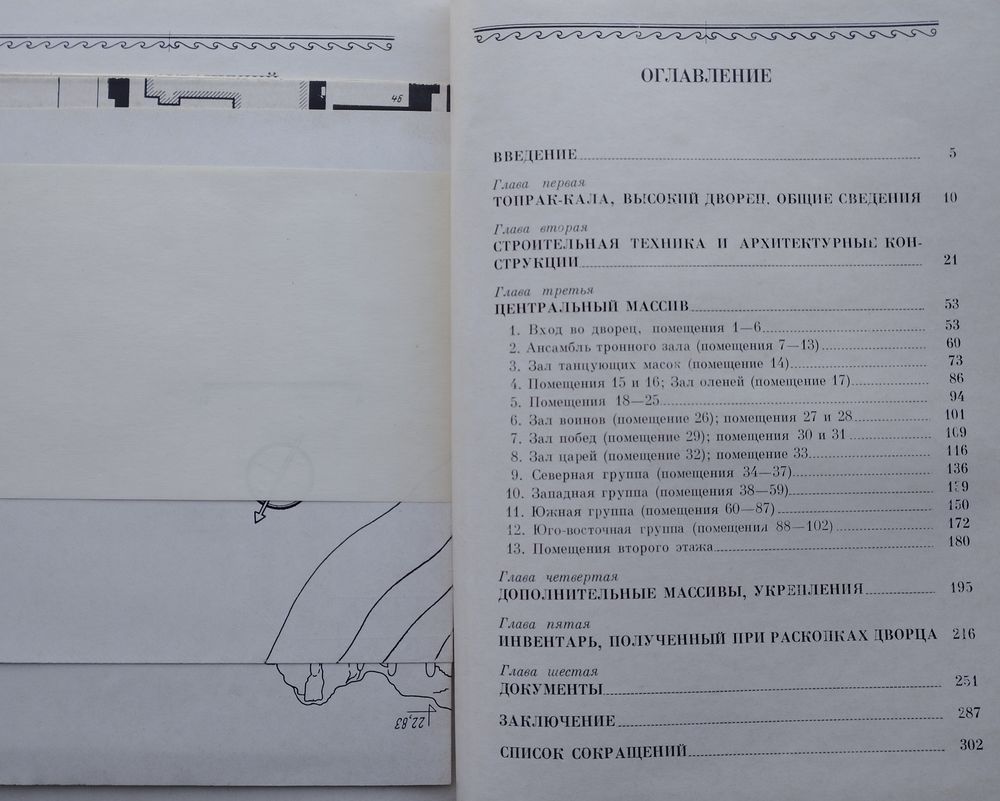 46
22,83
ОГЛАВЛЕНИЕ
ВВЕДЕНИЕ 5
Глава первая
ТОПРАК-КАЛА, ВЫСОКИЙ ДВОРЕЦ. ОБЩИЕ СВЕДЕНИЯ 10
Глава вторая
СТРОИТЕЛЬНАЯ ТЕХНИКА И АРХИТЕКТУРНЫЕ КОН-
СТРУКЦИИ 21
Глава третья
ЦЕНТРАЛЬНЫЙ МАССИВ 53
1. Вход во дворец, помещения 1—6 53
2. Ансамбль тронного зала (помещения 7—13) 60
3. Зал танцующих масок (помещение 14) 73
4. Помещения 15 и 16; Зал оленей (помещение 17) 86
5. Помещения 18—25 94
6. Зал воинов (помещение 26); помещения 27 и 28 101
7. Зал побед (помещение 29); помещения 30 и 31 109
8. Зал царей (помещение 32); помещение 33 116
9. Северная группа (помещения 34—37) 136
10. Западная группа (помещения 38—59)
11. Южная группа (помещения 60—87) 150
12. Юго-восточная группа (помещения 88—102) 172
13. Помещения второго этажа 180
Глава четвертая
ДОПОЛНИТЕЛЬНЫЕ МАССИВЫ, УКРЕПЛЕНИЯ 195
Глава пятая
ИНВЕНТАРЬ, ПОЛУЧЕННЫЙ ПРИ РАСКОПКАХ ДВОРЦА 216
Глава шестая
ДОКУМЕНТЫ 251
ЗАКЛЮЧЕНИЕ 287
СПИСОК СОКРАЩЕНИЙ 302